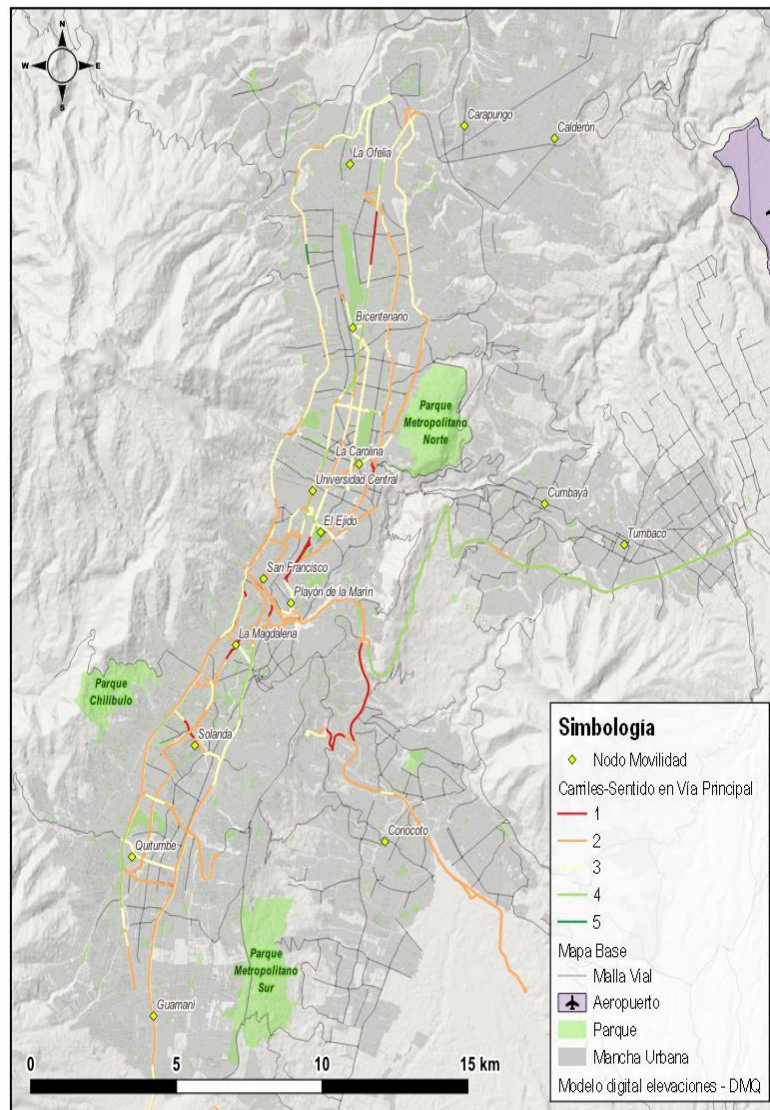 N
W
E
S
Carapungo
Calderón
La Ofelia
Bicentenario
Parque
Metropolitano
Norte
La Carolina
Universidad Central
Cumbayá
El Ejido
Tumbaco
San Francisco
Playón de la Marín
La Magdalena
Parque
Chilibulo
Solanda
Conocoto
Quitumbe
Parque
Metropolitano
Sur
Guamaní
0 5 10 15 km
Simbología
Nodo Movilidad
Carriles-Sentido en Vía Principal
1
2
3
4
5
Mapa Base
Malla Vial
Aeropuerto
Parque
Mancha Urbana
Modelo digital elevaciones - DMQ